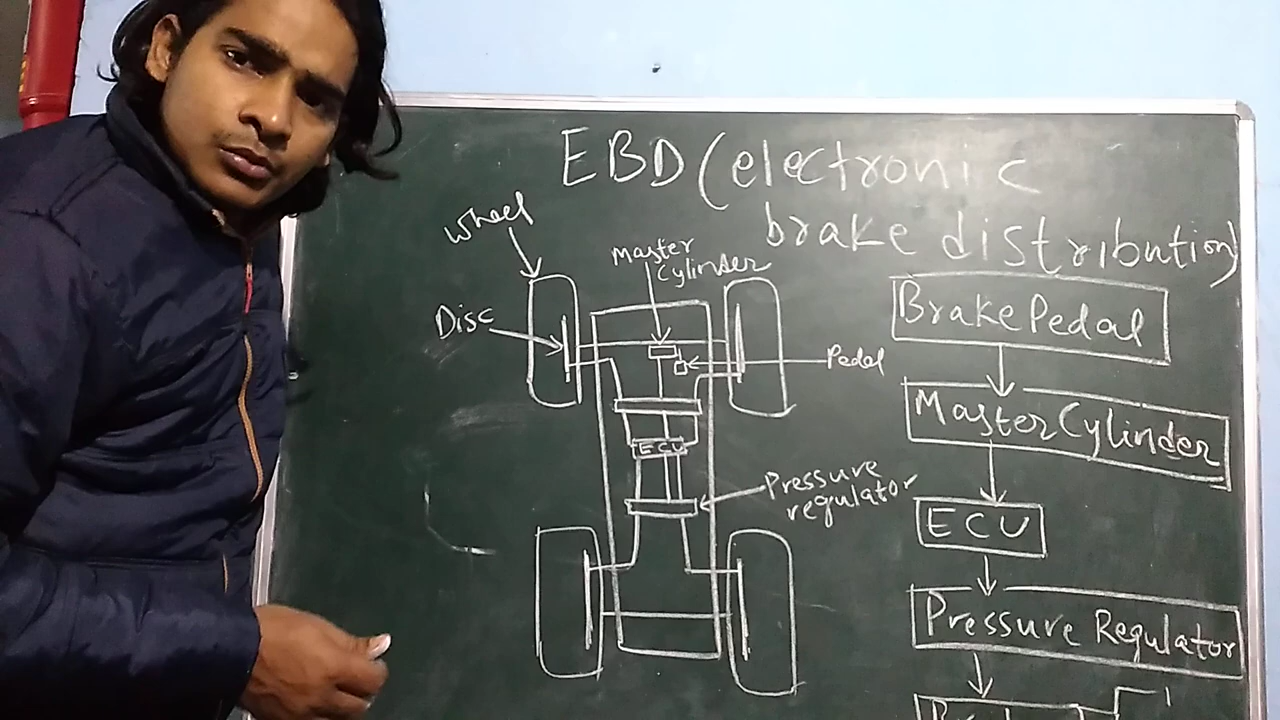 EBD (electronic
brake distribution)
Wheel
Master
Cylinder
Disc
Pedal
ECU
Pressure
regulator
Brake Pedal
Master Cylinder
ECU
Pressure Regulator